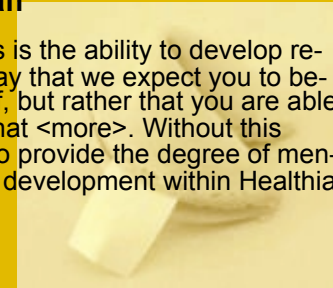 s is the ability to develop re-
ay that we expect you to be-
f, but rather that you are able
hat <more>. Without this
o provide the degree of men-
development within Healthia